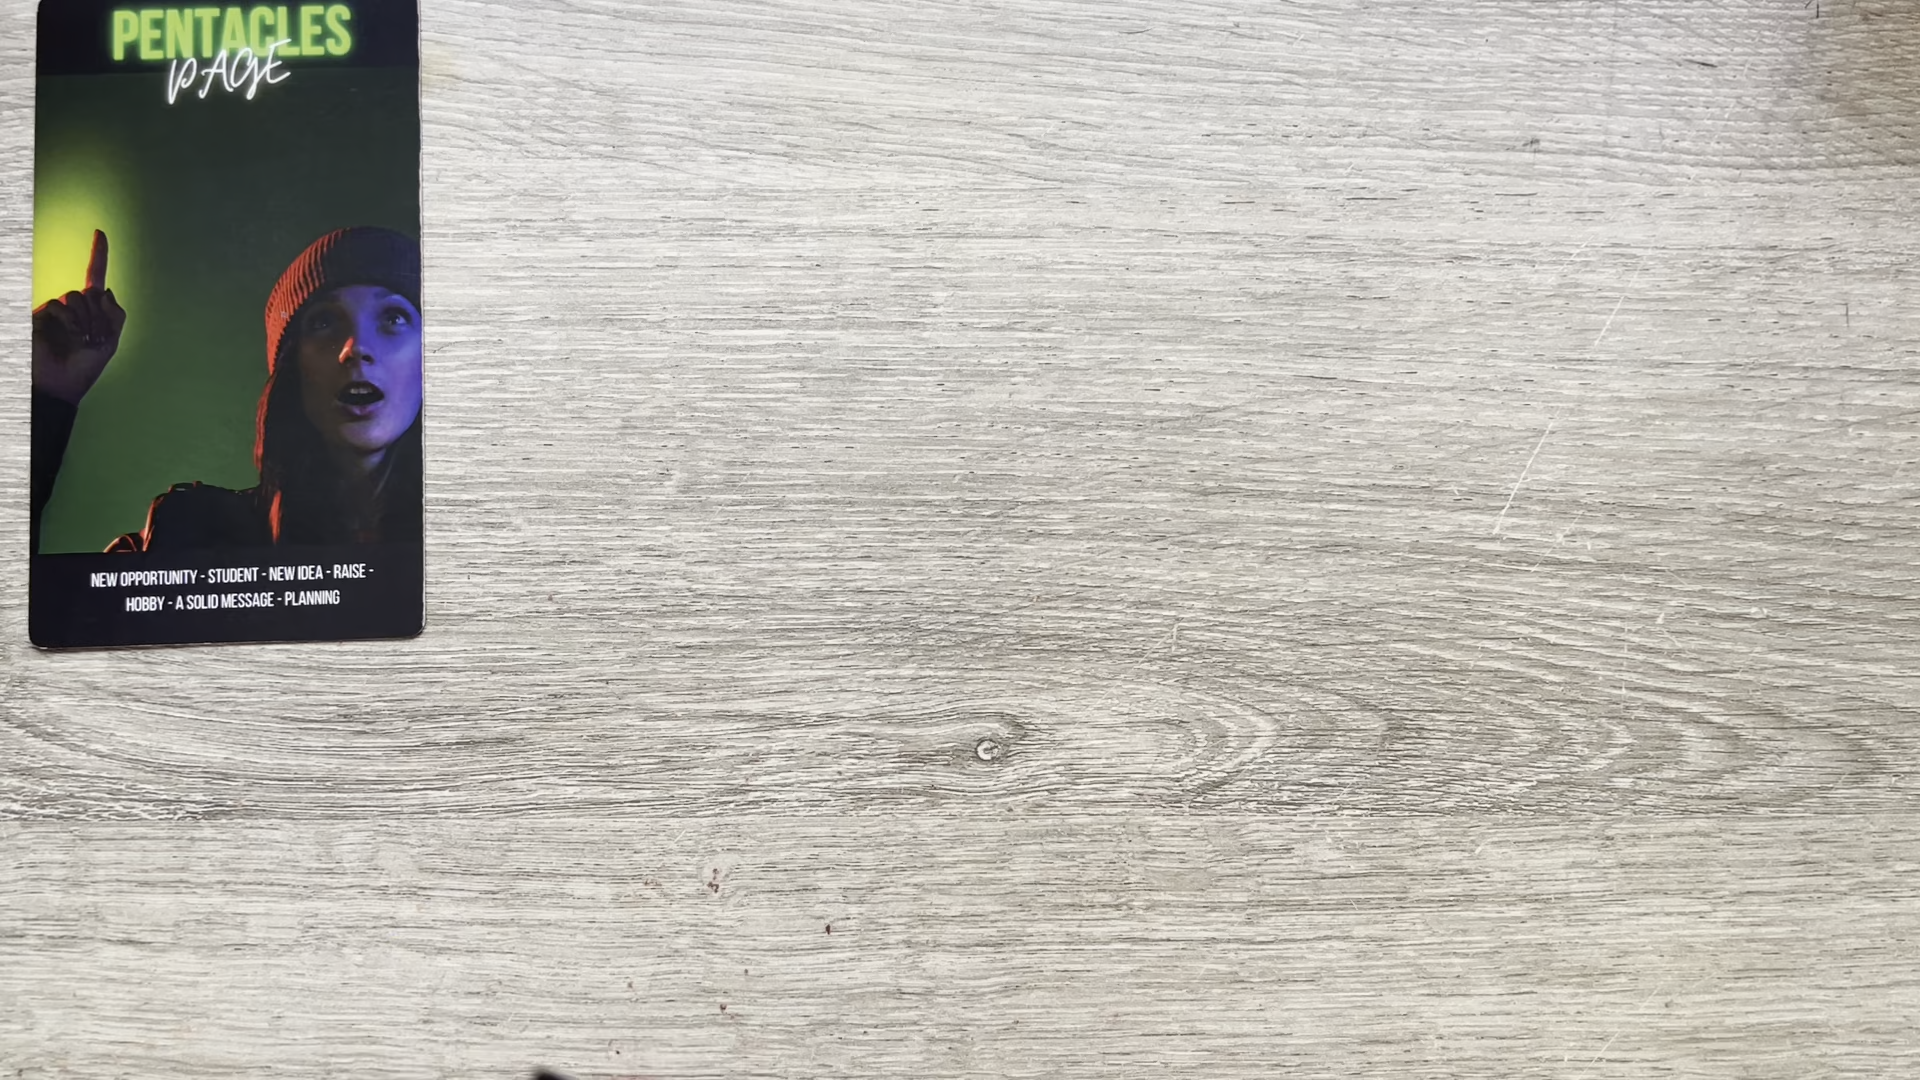 PENTACLES
PAGE
NEW OPPORTUNITY - STUDENT - NEW IDEA - RAISE -
HOBBY - A SOLID MESSAGE - PLANNING